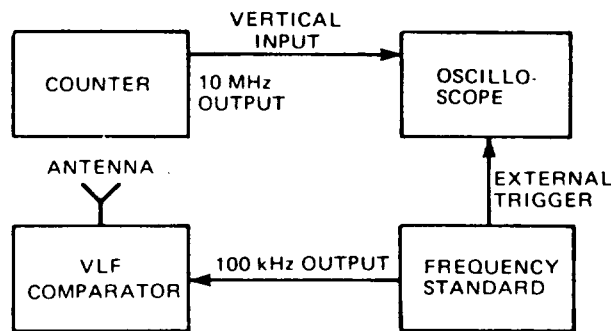 VERTICAL
INPUT
COUNTER
10 MHz
OUTPUT
OSCILLO-
SCOPE
ANTENNA
EXTERNAL
TRIGGER
VLF
COMPARATOR
100 kHz OUTPUT
FREQUENCY
STANDARD